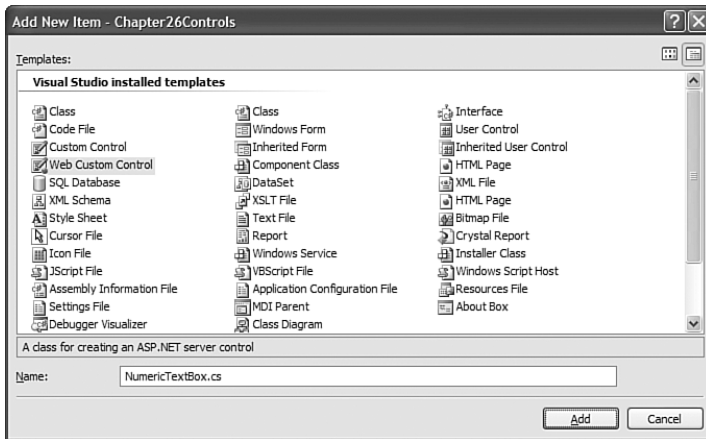 Add New Item - Chapter26Controls
Templates:
Visual Studio installed templates
Class Class Interface
Code File Windows Form User Control
Custom Control Inherited Form Inherited User Control
Web Custom Control Component Class HTML Page
SQL Database DataSet XML File
XML Schema XSLT File HTML Page
Style Sheet Text File Bitmap File
Cursor File Report Crystal Report
Icon File Windows Service Installer Class
JScript File VBScript File Windows Script Host
Assembly Information File Application Configuration File Resources File
Settings File MDI Parent About Box
Debugger Visualizer Class Diagram
A class for creating an ASP.NET server control
Name: NumericTextBox.cs
Add Cancel